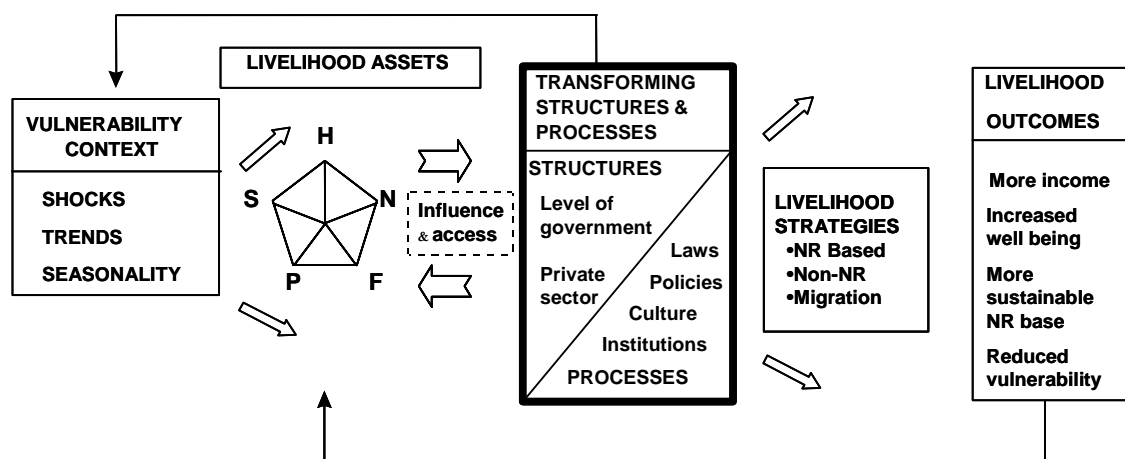 LIVELIHOOD ASSETS
VULNERABILITY
CONTEXT
SHOCKS
TRENDS
SEASONALITY
H
S
N
P
F
Influence
& access
TRANSFORMING
STRUCTURES &
PROCESSES
STRUCTURES
Level of
government
Private
sector
Laws
Policies
Culture
Institutions
PROCESSES
LIVELIHOOD
STRATEGIES
•NR Based
•Non-NR
•Migration
LIVELIHOOD
OUTCOMES
More income
Increased
well being
More
sustainable
NR base
Reduced
vulnerability